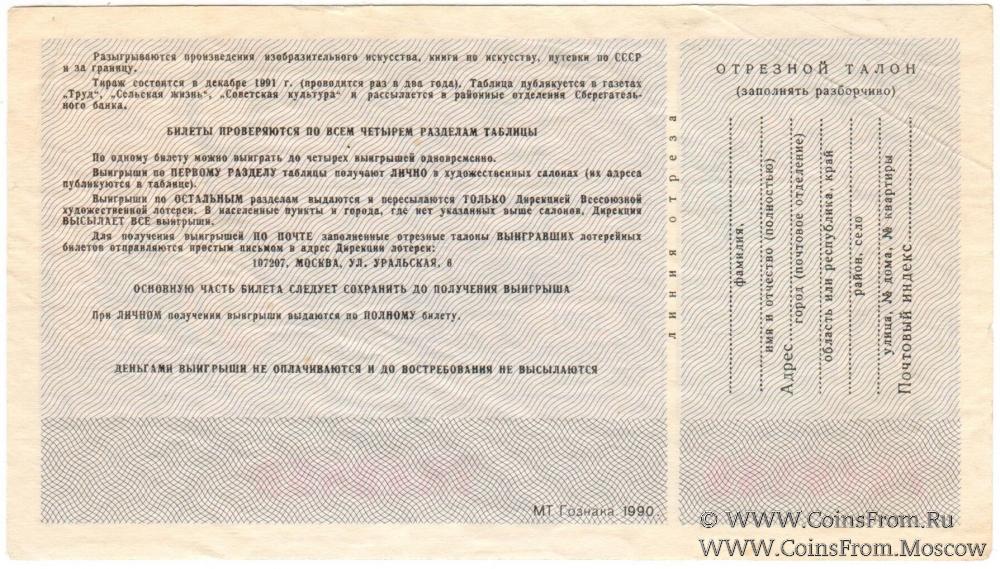 Разыгрываются произведения изобразительного искусства, книги по искусству, путевки по СССР
и за границу.
Тираж состоится в декабре 1991 г. (проводится раз в два года). Таблица публикуется в газетах
„Труд“, „Сельская жизнь“, „Советская культура“ и рассылается в районные отделения Сберегатель-
ного банка.
БИЛЕТЫ ПРОВЕРЯЮТСЯ ПО ВСЕМ ЧЕТЫРЕМ РАЗДЕЛАМ ТАБЛИЦЫ
По одному билету можно выиграть до четырех выигрышей одновременно.
Выигрыши по ПЕРВОМУ РАЗДЕЛУ таблицы получают ЛИЧНО в художественных салонах (их адреса
публикуются в таблице).
Выигрыши по ОСТАЛЬНЫМ разделам выдаются и пересылаются ТОЛЬКО Дирекцией Всесоюзной
художественной лотереи. В населенные пункты и города, где нет указанных выше салонов, Дирекция
ВЫСЫЛАЕТ ВСЕ выигрыши.
Для получения выигрышей ПО ПОЧТЕ заполненные отрезные талоны ВЫИГРАВШИХ лотерейных
билетов отправляются простым письмом в адрес Дирекции лотереи:
107207, МОСКВА, УЛ. УРАЛЬСКАЯ, 8
ОСНОВНУЮ ЧАСТЬ БИЛЕТА СЛЕДУЕТ СОХРАНИТЬ ДО ПОЛУЧЕНИЯ ВЫИГРЫША
При ЛИЧНОМ получении выигрыши выдаются по ПОЛНОМУ билету.
ДЕНЬГАМИ ВЫИГРЫШИ НЕ ОПЛАЧИВАЮТСЯ И ДО ВОСТРЕБОВАНИЯ НЕ ВЫСЫЛАЮТСЯ
МТ Гознака. 1990.
линия отреза
ОТРЕЗНОЙ ТАЛОН
(заполнять разборчиво)
фамилия,
имя и отчество (полностью)
Адрес
город (почтовое отделение)
область или республика, край
район, село
улица, № дома, № квартиры
Почтовый индекс
© WWW.CoinsFrom.Ru
WWW.CoinsFrom.Moscow